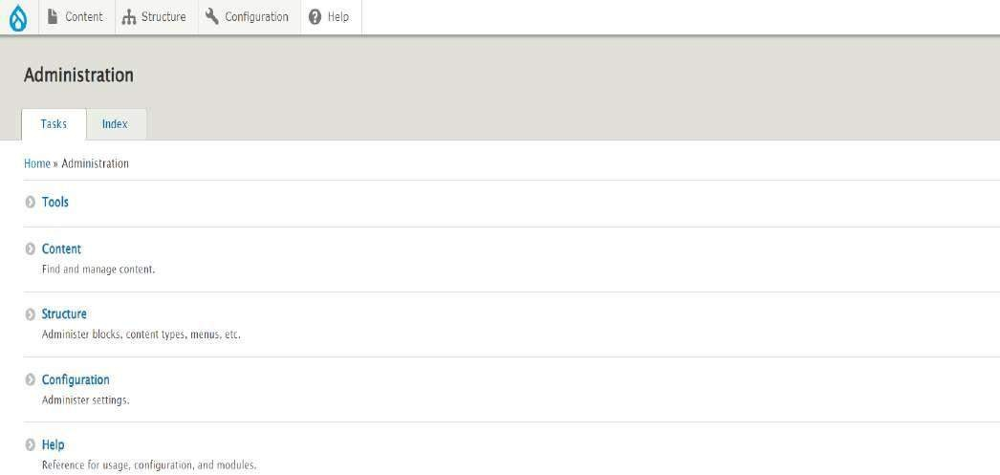 Content Structure Configuration Help
Administration
Tasks Index
Home » Administration
Tools
Content
Find and manage content.
Structure
Administer blocks, content types, menus, etc.
Configuration
Administer settings.
Help
Reference for usage, configuration, and modules.